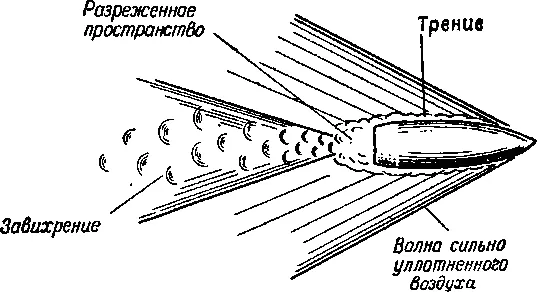 Разреженное
пространство
Трение
Завихрение
Волна сильно
уплотненного
воздуха